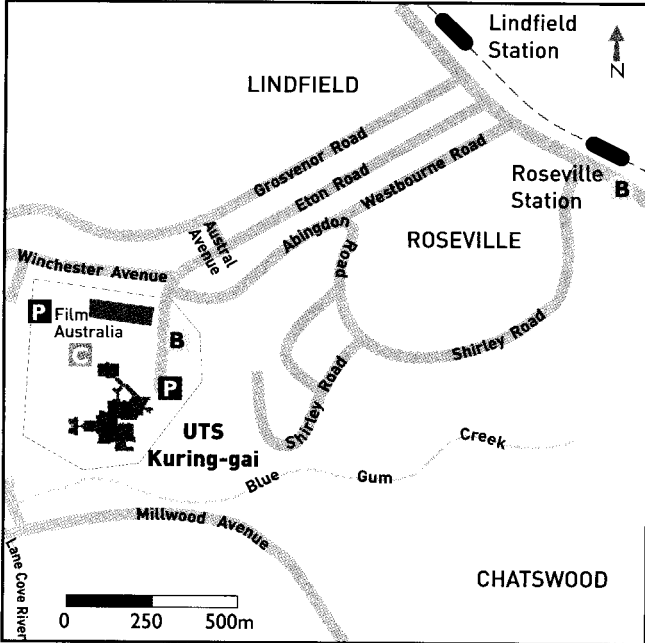 Lindfield
Station
N
LINDFIELD
Grosvenor Road
Eton Road
Westbourne Road
Roseville
Station
B
Austral
Avenue
Abingdon
Road
ROSEVILLE
Winchester Avenue
P
Film
Australia
C
B
P
Shirley Road
Shirley Road
UTS
Kuring-gai
Blue Gum Creek
Millwood Avenue
Lane Cove River
CHATSWOOD
0 250 500m